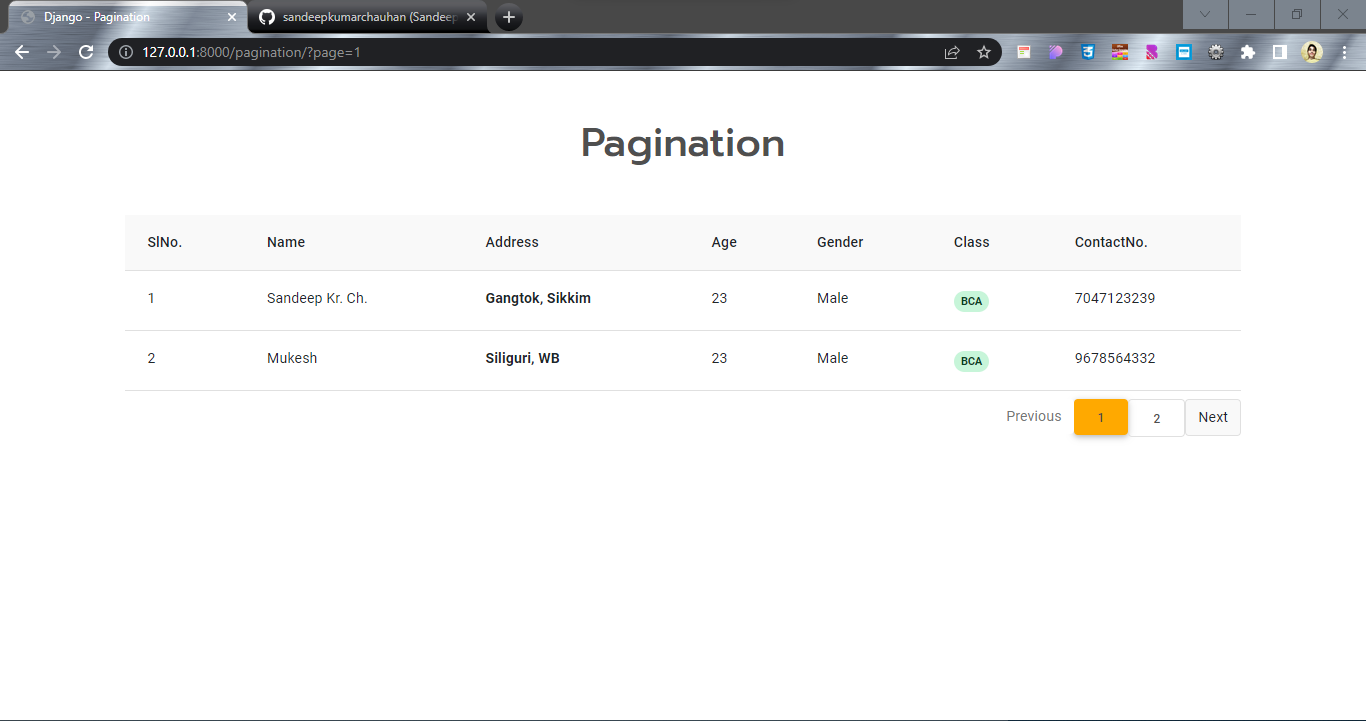 Django - Pagination
sandeepkumarchauhan (Sandeep
127.0.0.1:8000/pagination/?page=1
Pagination
SlNo. Name Address Age Gender Class ContactNo.
1 Sandeep Kr. Ch. Gangtok, Sikkim 23 Male BCA 7047123239
2 Mukesh Siliguri, WB 23 Male BCA 9678564332
Previous 1 2 Next